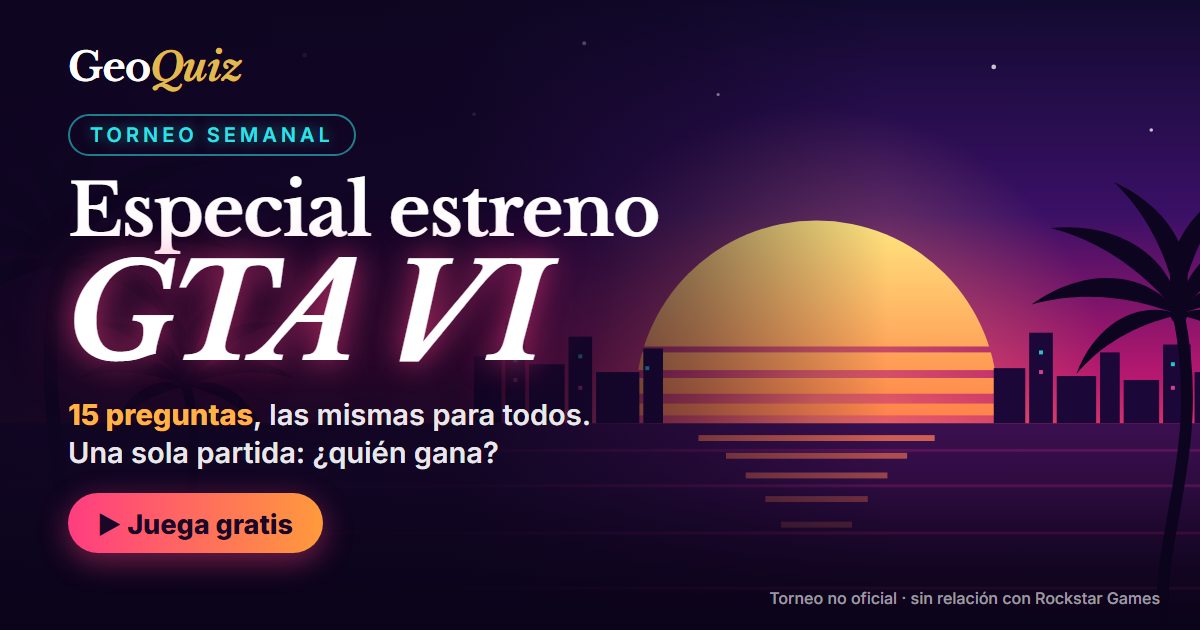 GeoQuiz
TORNEO SEMANAL
Especial estreno
GTA VI
15 preguntas, las mismas para todos.
Una sola partida: ¿quién gana?
▶ Juega gratis
Torneo no oficial · sin relación con Rockstar Games